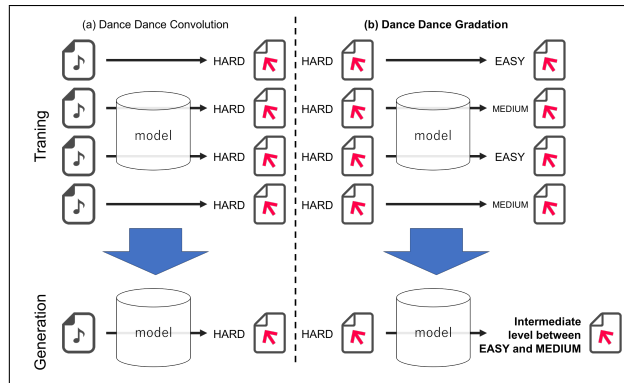 (a) Dance Dance Convolution
(b) Dance Dance Gradation
Traning
HARD
HARD
EASY
HARD
HARD
MEDIUM
model
model
HARD
HARD
EASY
HARD
HARD
MEDIUM
Generation
model
HARD
HARD
model
Intermediate
level between
EASY and MEDIUM